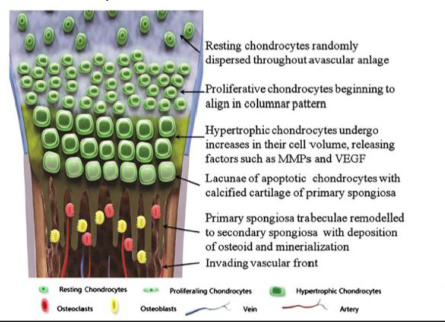 Resting chondrocytes randomly
dispersed throughout avascular anlage
Proliferative chondrocytes beginning to
align in columnar pattern
Hypertrophic chondrocytes undergo
increases in their cell volume, releasing
factors such as MMPs and VEGF
Lacunae of apoptotic chondrocytes with
calcified cartilage of primary spongiosa
Primary spongiosa trabeculae remodelled
to secondary spongiosa with deposition
of osteoid and minerialization
Invading vascular front
Resting Chondrocytes Proliferaling Chondrocytes Hypertrophic Chondrocytes
Osteoclasts Osteoblasts Vein Artery